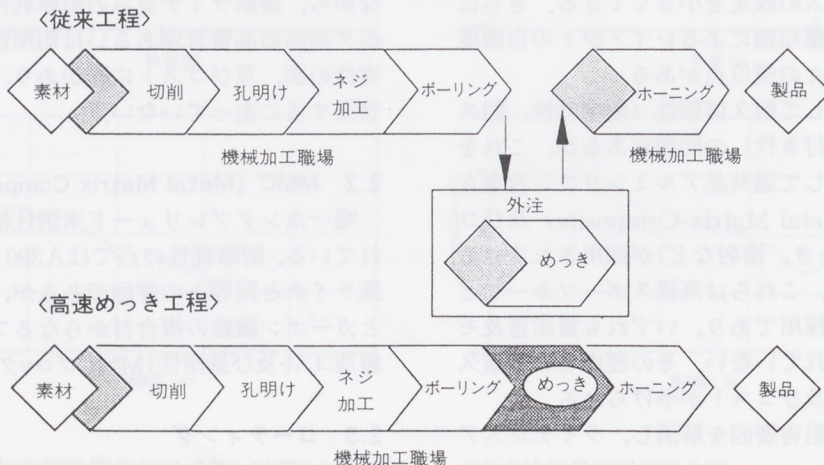 〈従来工程〉
素材
切削
孔明け
ネジ
加工
ボーリング
ホーニング
製品
機械加工職場
機械加工職場
外注
めっき
〈高速めっき工程〉
素材
切削
孔明け
ネジ
加工
ボーリング
めっき
ホーニング
製品
機械加工職場